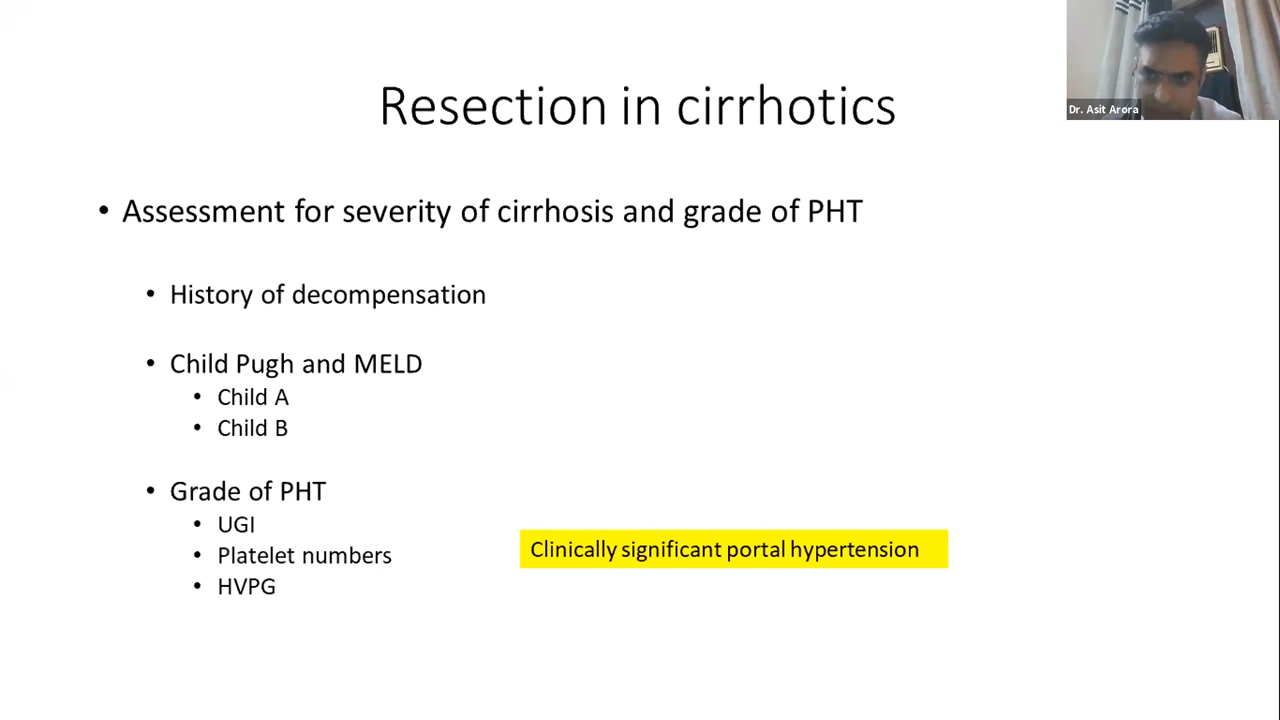 Dr. Asit Arora
Resection in cirrhotics
• Assessment for severity of cirrhosis and grade of PHT
• History of decompensation
• Child Pugh and MELD
• Child A
• Child B
• Grade of PHT
• UGI
• Platelet numbers
• HVPG
Clinically significant portal hypertension